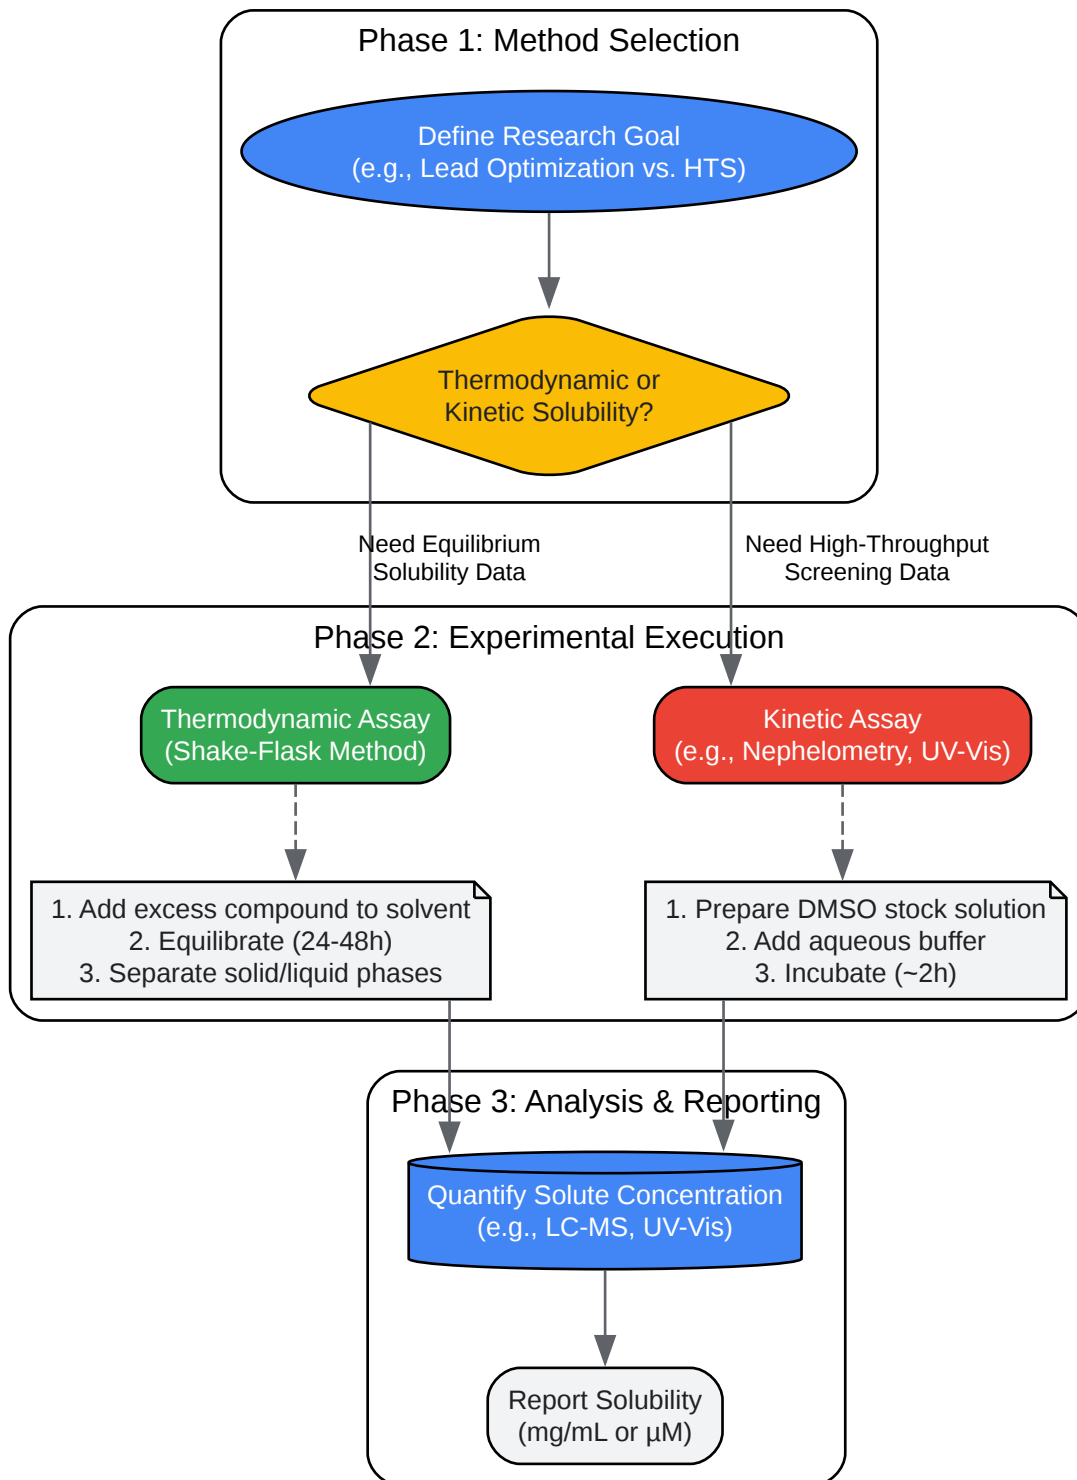 Phase 1: Method Selection
Define Research Goal
(e.g., Lead Optimization vs. HTS)
Thermodynamic or
Kinetic Solubility?
Need Equilibrium
Solubility Data
Need High-Throughput
Screening Data
Phase 2: Experimental Execution
Thermodynamic Assay
(Shake-Flask Method)
Kinetic Assay
(e.g., Nephelometry, UV-Vis)
1. Add excess compound to solvent
2. Equilibrate (24-48h)
3. Separate solid/liquid phases
1. Prepare DMSO stock solution
2. Add aqueous buffer
3. Incubate (~2h)
Phase 3: Analysis & Reporting
Quantify Solute Concentration
(e.g., LC-MS, UV-Vis)
Report Solubility
(mg/mL or µM)